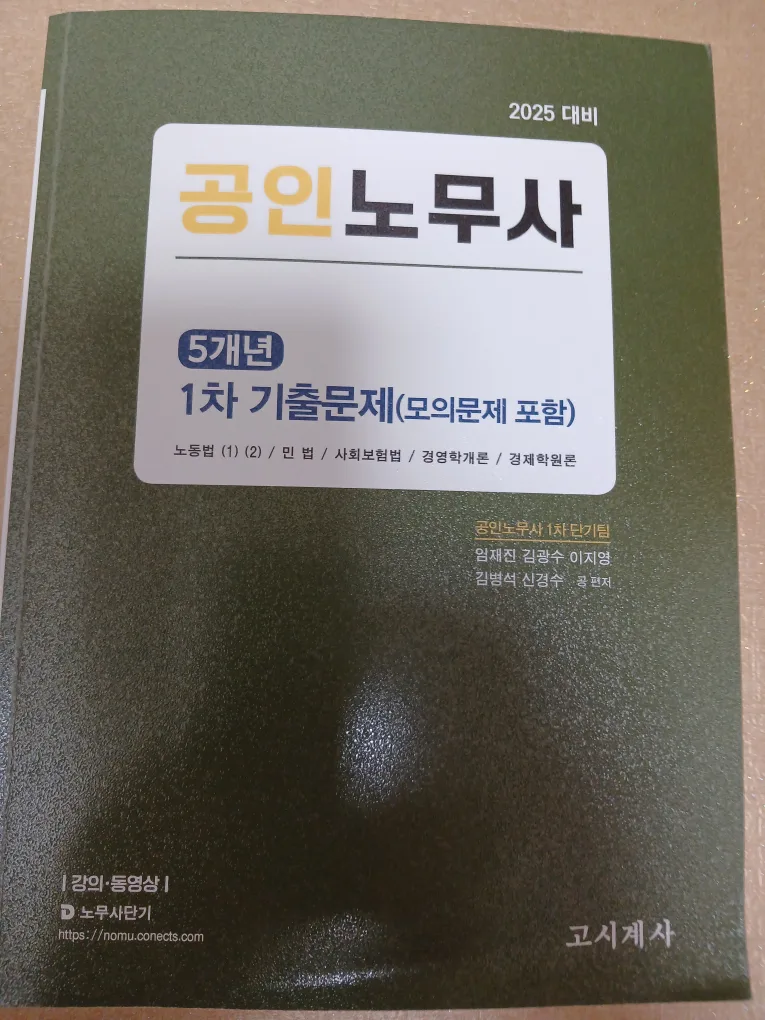 2025 대비
공인노무사
5개년
1차 기출문제(모의문제 포함)
노동법 (1) (2) / 민 법 / 사회보험법 / 경영학개론 / 경제학원론
공인노무사 1차 단기팀
임재진 김광수 이지영
김병석 신경수 공 편저
| 강의·동영상 |
노무사단기
https://nomu.conects.com
고시계사